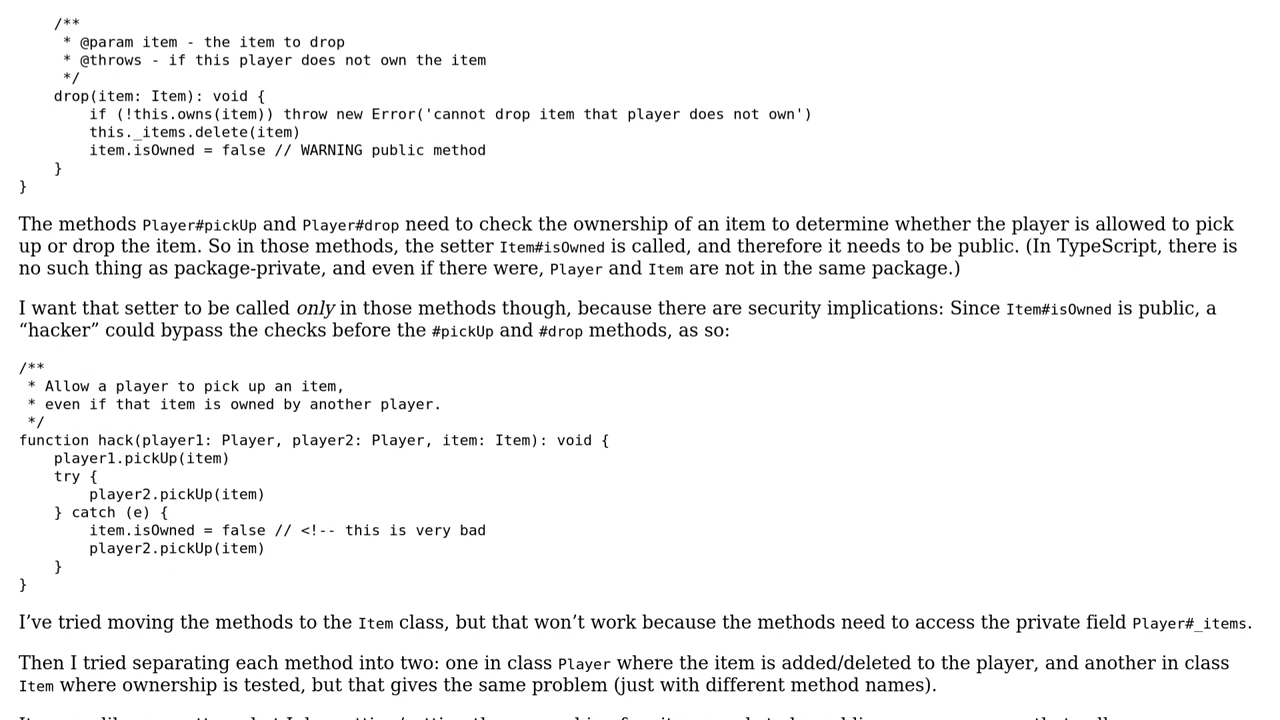 /**
 * @param item - the item to drop
 * @throws - if this player does not own the item
 */
drop(item: Item): void {
if (!this.owns(item)) throw new Error('cannot drop item that player does not own')
this._items.delete(item)
item.isOwned = false // WARNING public method
}
}
The methods Player#pickUp and Player#drop need to check the ownership of an item to determine whether the player is allowed to pick
up or drop the item. So in those methods, the setter Item#isOwned is called, and therefore it needs to be public. (In TypeScript, there is
no such thing as package-private, and even if there were, Player and Item are not in the same package.)
I want that setter to be called only in those methods though, because there are security implications: Since Item#isOwned is public, a
“hacker” could bypass the checks before the #pickUp and #drop methods, as so:
/**
 * Allow a player to pick up an item,
 * even if that item is owned by another player.
 */
function hack(player1: Player, player2: Player, item: Item): void {
player1.pickUp(item)
try {
player2.pickUp(item)
} catch (e) {
item.isOwned = false // <!-- this is very bad
player2.pickUp(item)
}
}
I’ve tried moving the methods to the Item class, but that won’t work because the methods need to access the private field Player#_items.
Then I tried separating each method into two: one in class Player where the item is added/deleted to the player, and another in class
Item where ownership is tested, but that gives the same problem (just with different method names).